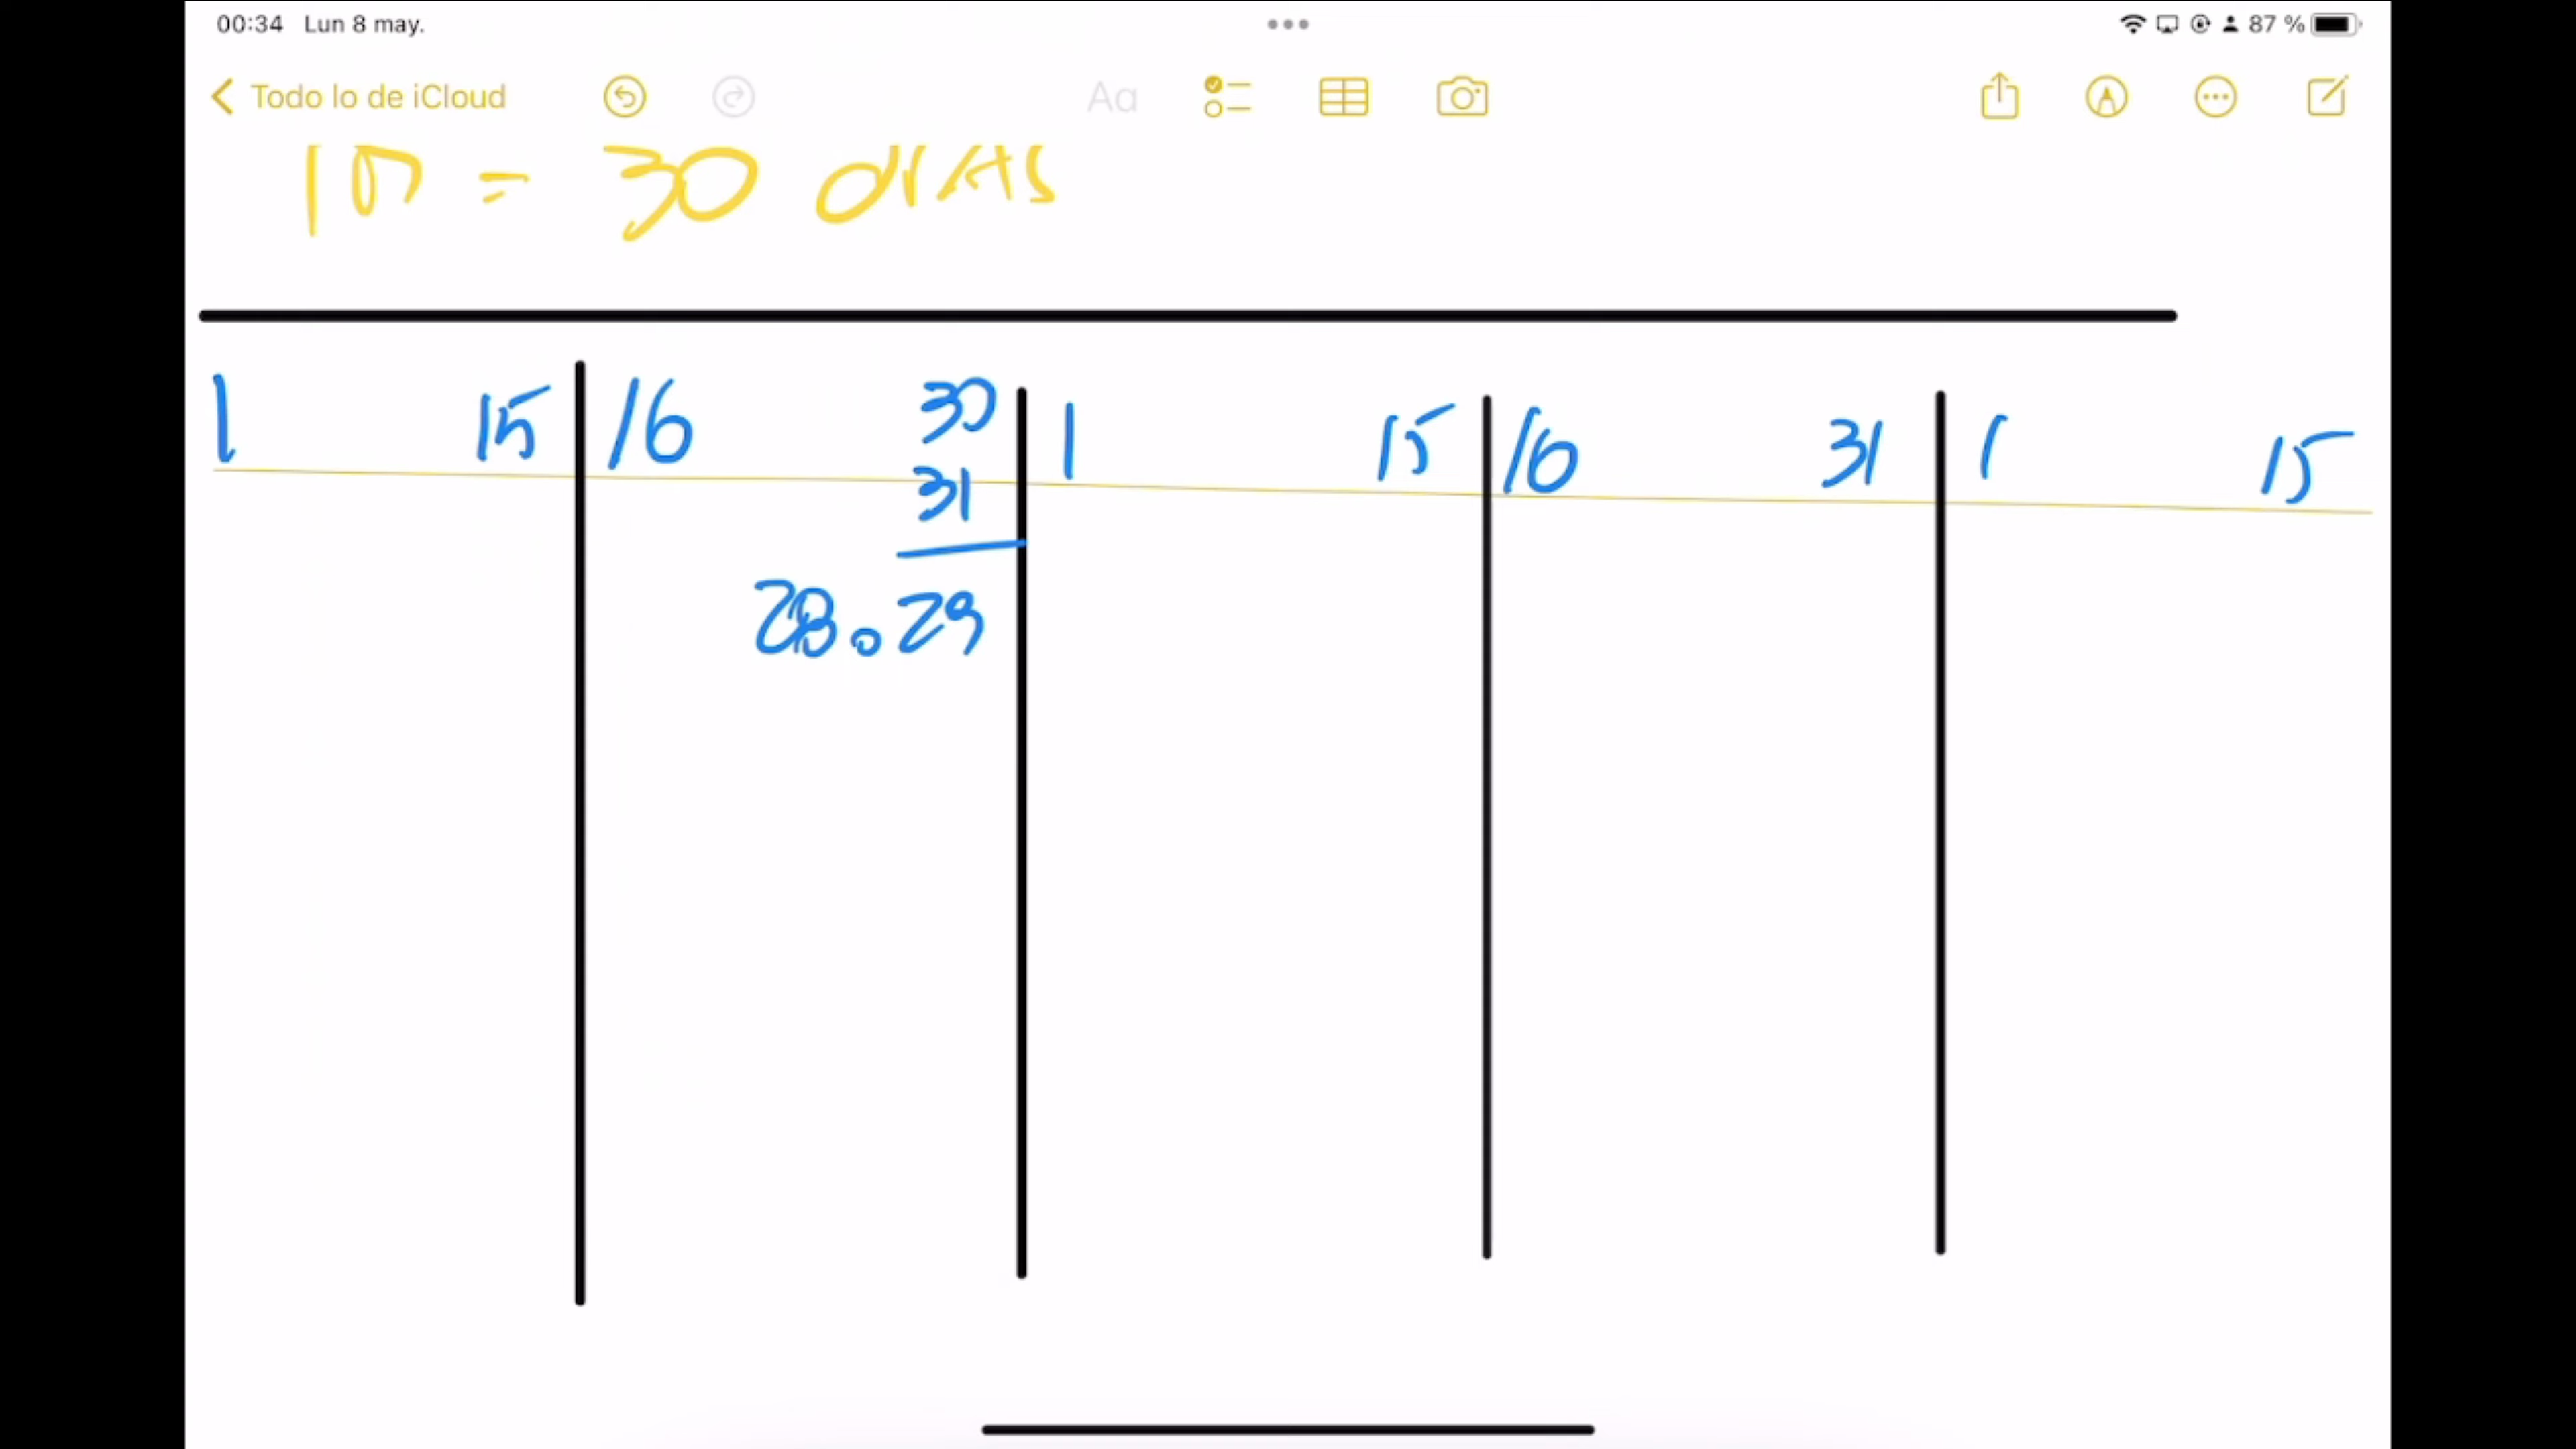 00:34 Lun 8 may. 87 %
Todo lo de iCloud Aa
= 30 DIAS
1 15 16 30 1 15 16 31 1 15
31
28.29